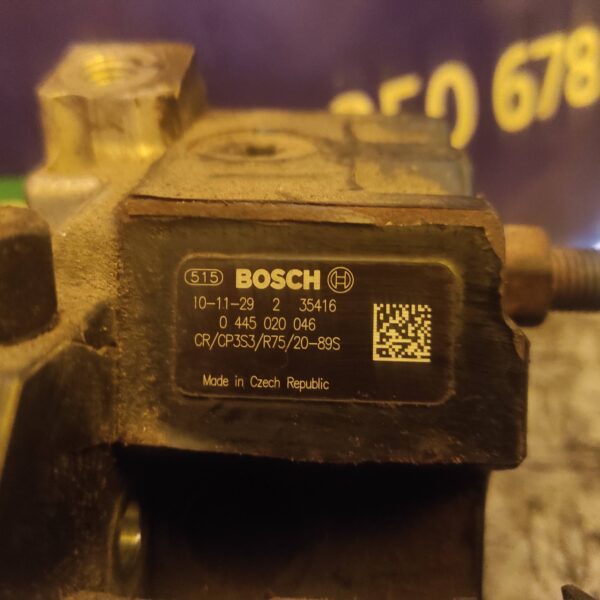 678
515 BOSCH
10-11-29 2 35416
0 445 020 046
CR/CP3S3/R75/20-89S
Made in Czech Republic